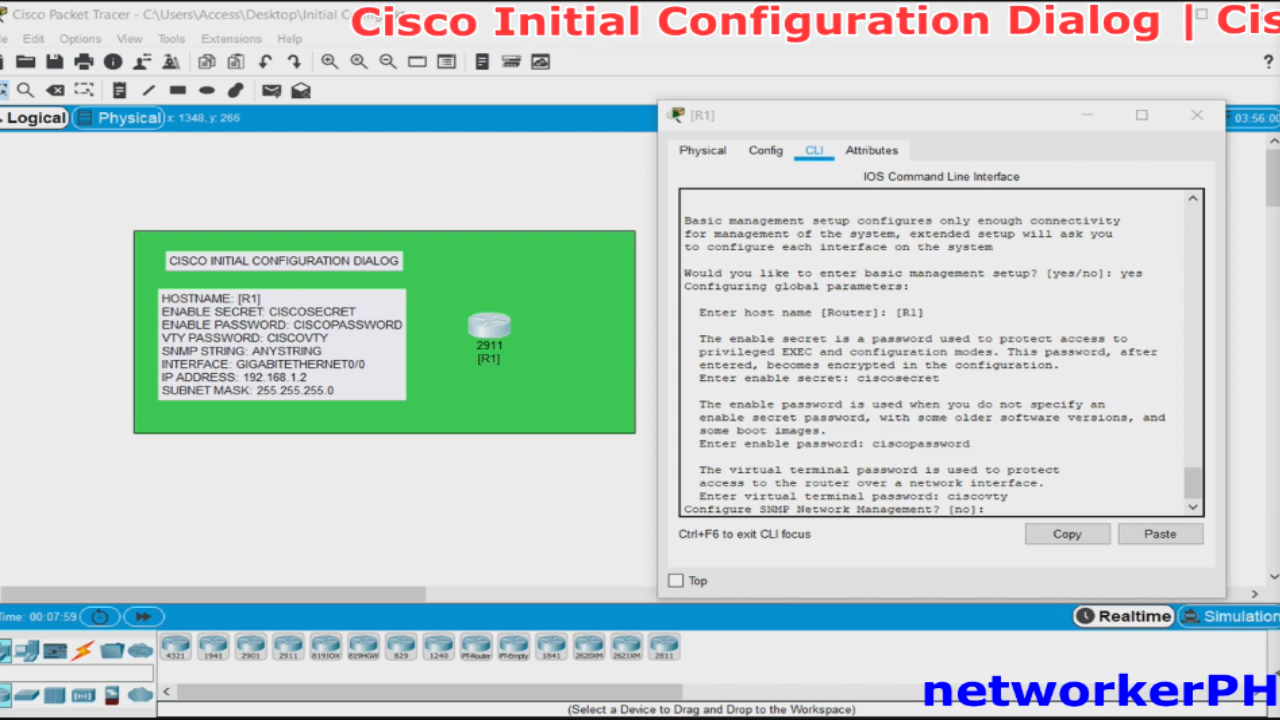 Cisco Packet Tracer - C:\Users\Access\Desktop\Initial
Cisco Initial Configuration Dialog | Cis
Edit Options View Tools Extensions Help
?
Logical Physical x: 1348, y: 266
03:56:00
[R1]
Physical Config CLI Attributes
IOS Command Line Interface
Basic management setup configures only enough connectivity
for management of the system, extended setup will ask you
to configure each interface on the system
Would you like to enter basic management setup? [yes/no]: yes
Configuring global parameters:
Enter host name [Router]: [R1]
The enable secret is a password used to protect access to
privileged EXEC and configuration modes. This password, after
entered, becomes encrypted in the configuration.
Enter enable secret: ciscosecret
The enable password is used when you do not specify an
enable secret password, with some older software versions, and
some boot images.
Enter enable password: ciscopassword
The virtual terminal password is used to protect
access to the router over a network interface.
Enter virtual terminal password: ciscovty
Configure SNMP Network Management? [no]:
Ctrl+F6 to exit CLI focus
Copy Paste
Top
CISCO INITIAL CONFIGURATION DIALOG
HOSTNAME: [R1]
ENABLE SECRET: CISCOSECRET
ENABLE PASSWORD: CISCOPASSWORD
VTY PASSWORD: CISCOVTY
SNMP STRING: ANYSTRING
INTERFACE: GIGABITETHERNET0/0
IP ADDRESS: 192.168.1.2
SUBNET MASK: 255.255.255.0
2911
[R1]
Time: 00:07:59
Realtime Simulation
4321 1941 2901 2911 819IOX 819HGW 829 1240 PT-Router PT-Empty 1841 2620XM 2621XM 2811
networkerPH
(Select a Device to Drag and Drop to the Workspace)